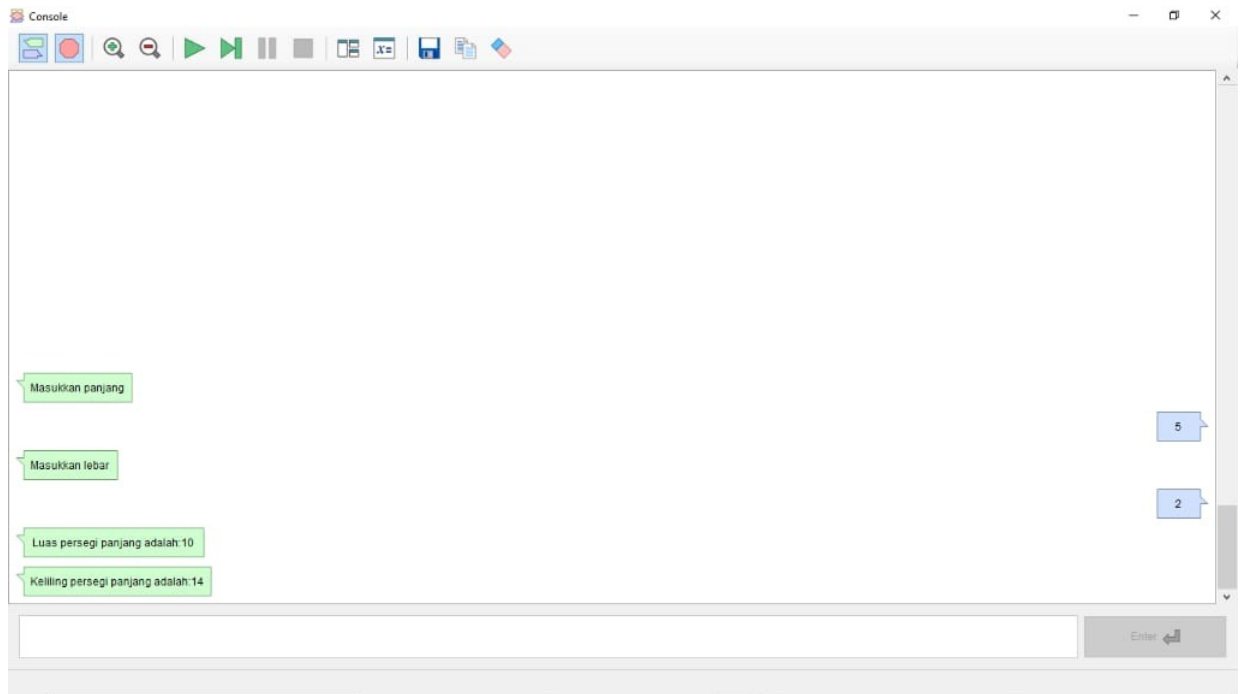 Console
x=
Masukkan panjang
5
Masukkan lebar
2
Luas persegi panjang adalah:10
Keliling persegi panjang adalah:14
Enter